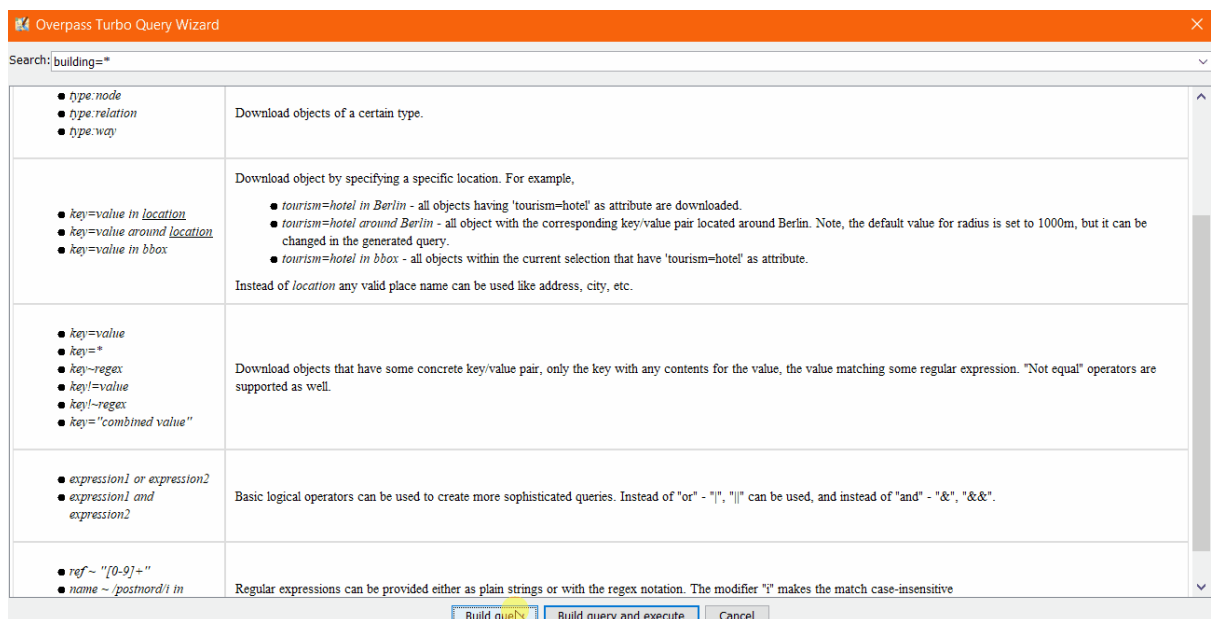 Overpass Turbo Query Wizard
Search: building=*
type:node
type:relation
type:way
Download objects of a certain type.
key=value in location
key=value around location
key=value in bbox
Download object by specifying a specific location. For example,
tourism=hotel in Berlin - all objects having 'tourism=hotel' as attribute are downloaded.
tourism=hotel around Berlin - all object with the corresponding key/value pair located around Berlin. Note, the default value for radius is set to 1000m, but it can be
changed in the generated query.
tourism=hotel in bbox - all objects within the current selection that have 'tourism=hotel' as attribute.
Instead of location any valid place name can be used like address, city, etc.
key=value
key=*
key~regex
key!=value
key!~regex
key="combined value"
Download objects that have some concrete key/value pair, only the key with any contents for the value, the value matching some regular expression. "Not equal" operators are
supported as well.
expression1 or expression2
expression1 and
expression2
Basic logical operators can be used to create more sophisticated queries. Instead of "or" - "|", "||" can be used, and instead of "and" - "&", "&&".
ref ~ "[0-9]+"
name ~ /postnord/i in
Regular expressions can be provided either as plain strings or with the regex notation. The modifier "i" makes the match case-insensitive
Build query
Build query and execute
Cancel